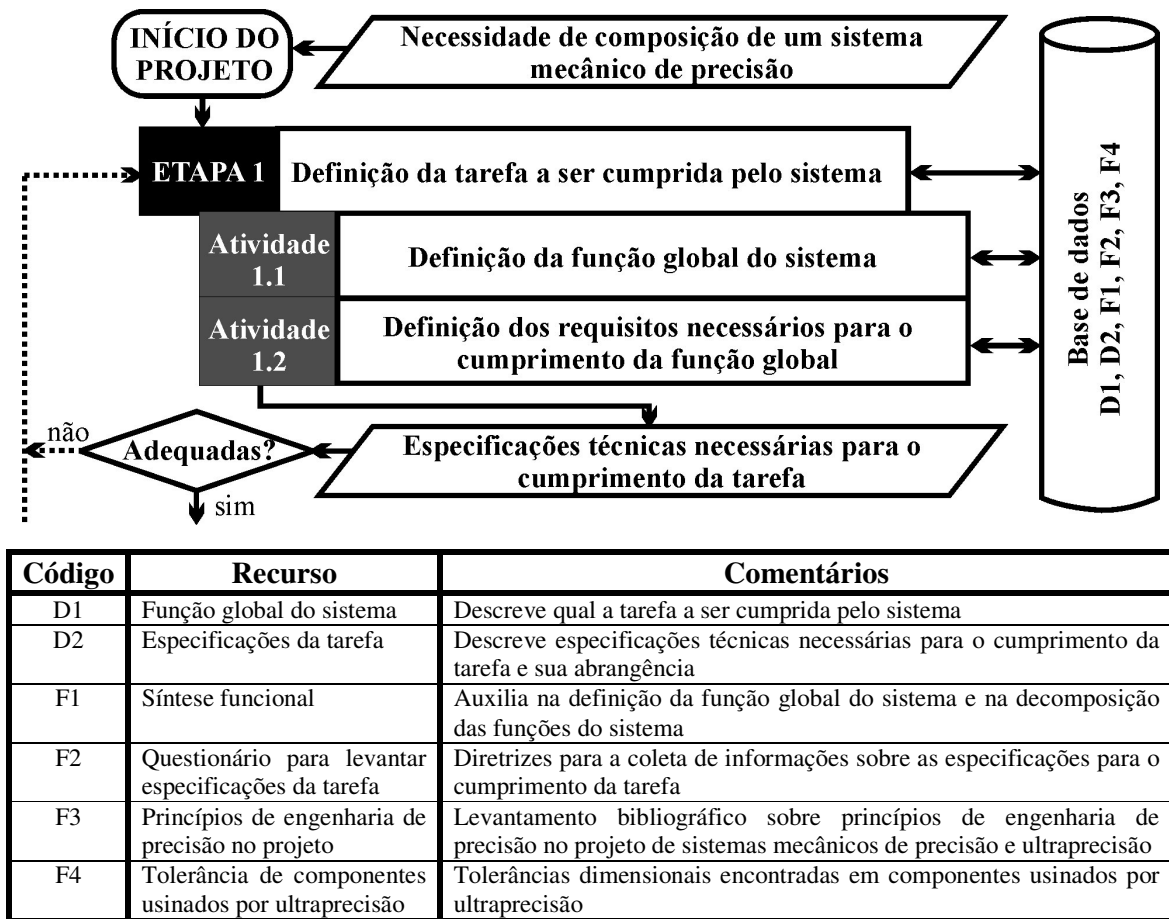 INÍCIO DO
PROJETO
Necessidade de composição de um sistema
mecânico de precisão
ETAPA 1
Definição da tarefa a ser cumprida pelo sistema
Atividade
1.1
Definição da função global do sistema
Atividade
1.2
Definição dos requisitos necessários para o
cumprimento da função global
Base de dados
D1, D2, F1, F2, F3, F4
não
Adequadas?
sim
Especificações técnicas necessárias para o
cumprimento da tarefa
Código Recurso Comentários
D1 Função global do sistema Descreve qual a tarefa a ser cumprida pelo sistema
D2 Especificações da tarefa Descreve especificações técnicas necessárias para o cumprimento da
tarefa e sua abrangência
F1 Síntese funcional Auxilia na definição da função global do sistema e na decomposição
das funções do sistema
F2 Questionário para levantar Diretrizes para a coleta de informações sobre as especificações para o
especificações da tarefa cumprimento da tarefa
F3 Princípios de engenharia de Levantamento bibliográfico sobre princípios de engenharia de
precisão no projeto precisão no projeto de sistemas mecânicos de precisão e ultraprecisão
F4 Tolerância de componentes Tolerâncias dimensionais encontradas em componentes usinados por
usinados por ultraprecisão ultraprecisão